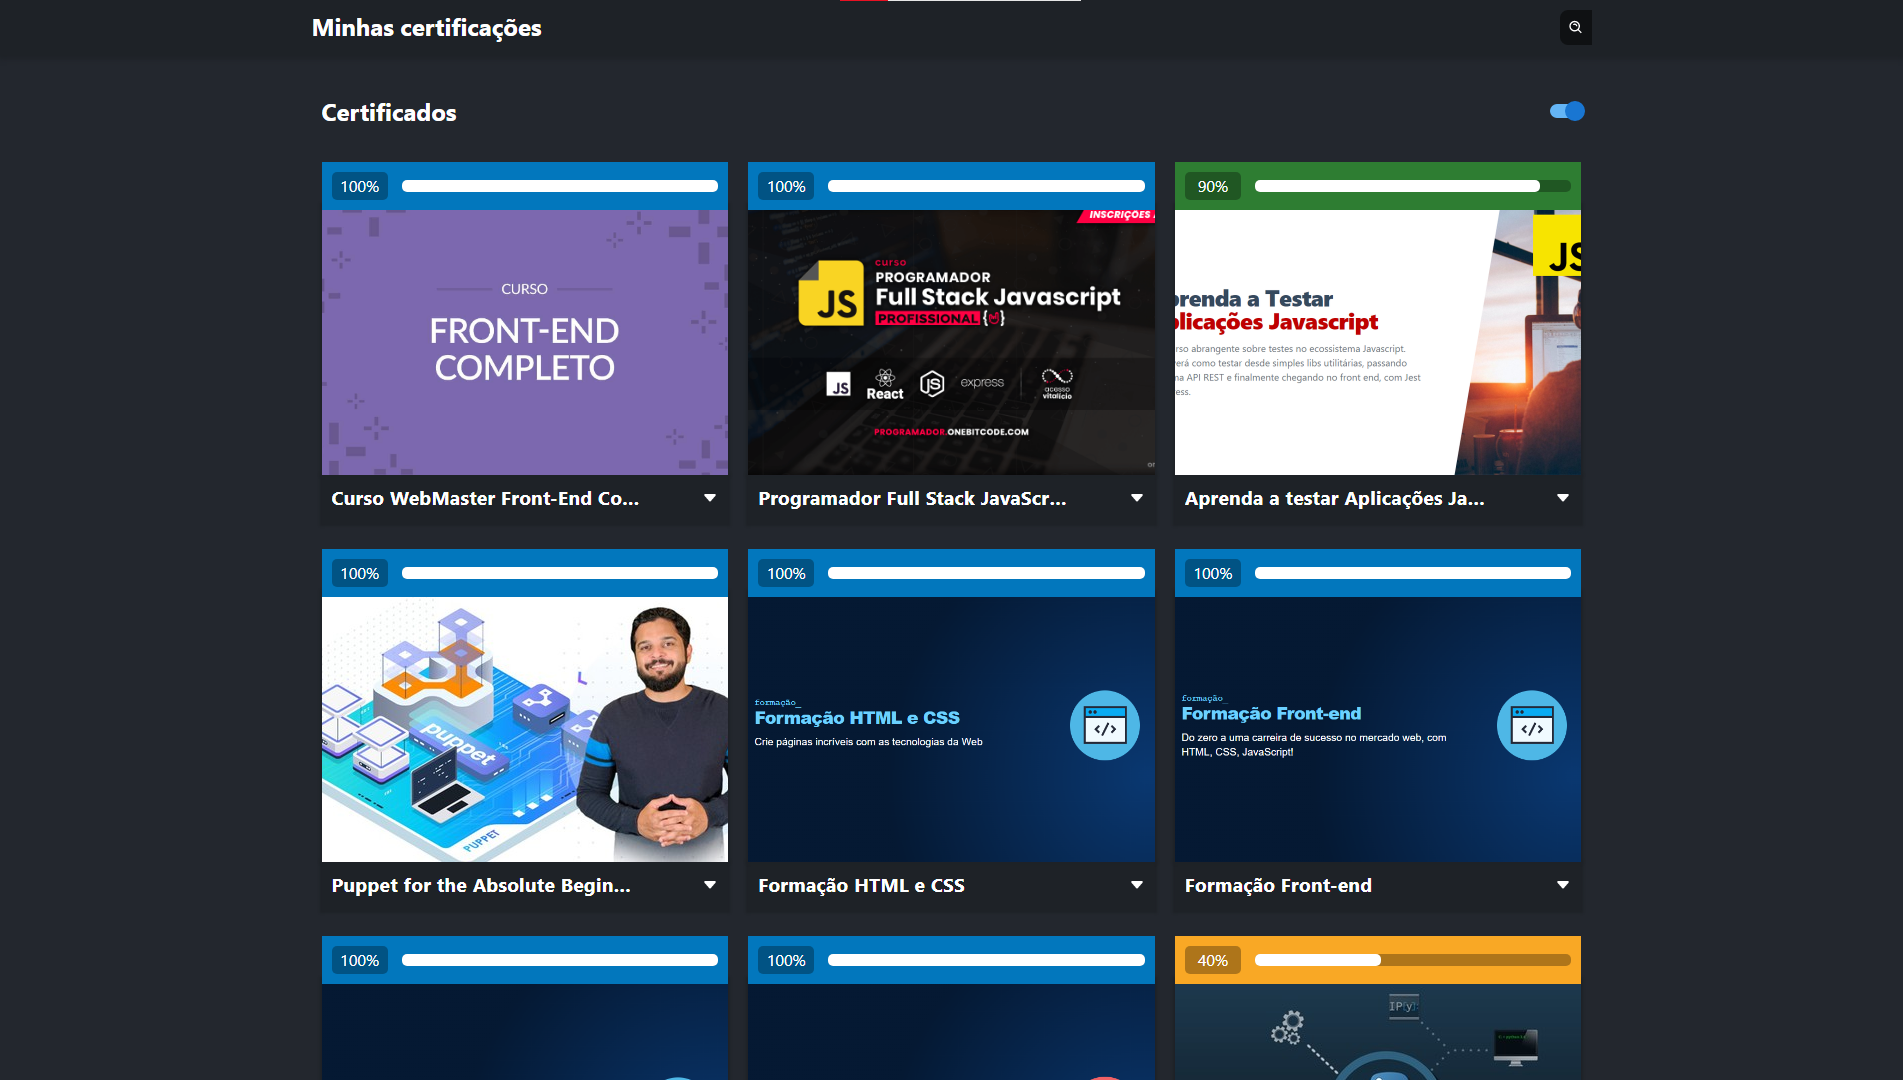 Minhas certificações
Certificados
100%
100%
90%
CURSO
FRONT-END
COMPLETO
INSCRIÇÕES
JS
curso
PROGRAMADOR
Full Stack Javascript
PROFISSIONAL
JS
React
JS
express
acesso
vitalício
PROGRAMADOR.ONEBITCODE.COM
JS
prenda a Testar
plicações Javascript
rso abrangente sobre testes no ecossistema Javascript.
erá como testar desde simples libs utilitárias, passando
na API REST e finalmente chegando no front end, com Jest
ress.
Curso WebMaster Front-End Co...
Programador Full Stack JavaScr...
Aprenda a testar Aplicações Ja...
100%
100%
100%
puppet
PUPPET
formação_
Formação HTML e CSS
Crie páginas incríveis com as tecnologias da Web
</>
formação_
Formação Front-end
Do zero a uma carreira de sucesso no mercado web, com
HTML, CSS, JavaScript!
</>
Puppet for the Absolute Begin...
Formação HTML e CSS
Formação Front-end
100%
100%
40%
IPy